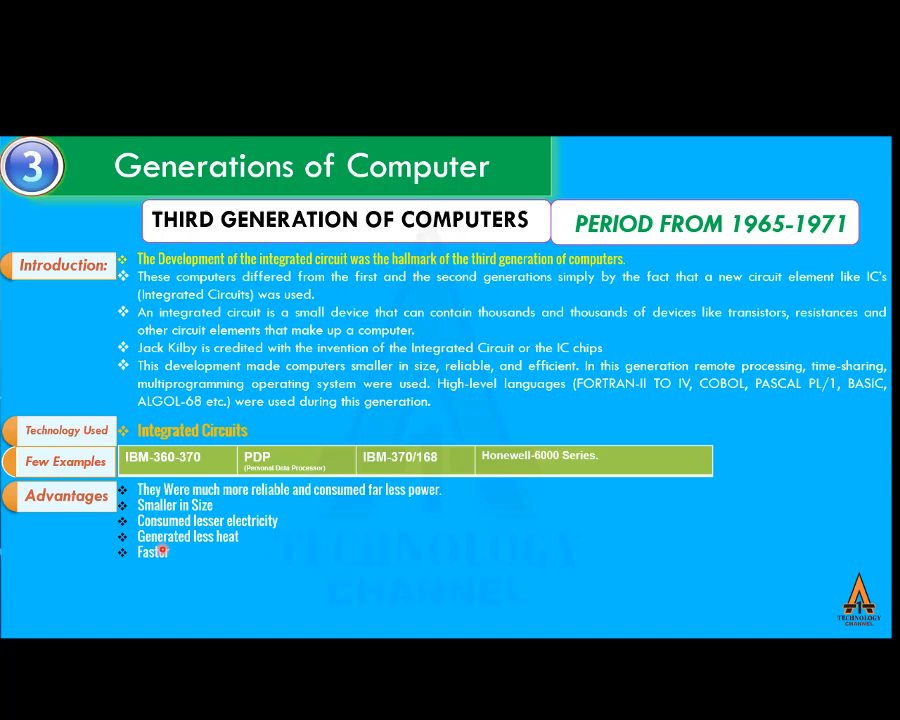 3
Generations of Computer
THIRD GENERATION OF COMPUTERS
PERIOD FROM 1965-1971
Introduction:
The Development of the integrated circuit was the hallmark of the third generation of computers.
These computers differed from the first and the second generations simply by the fact that a new circuit element like IC's
(Integrated Circuits) was used.
An integrated circuit is a small device that can contain thousands and thousands of devices like transistors, resistances and
other circuit elements that make up a computer.
Jack Kilby is credited with the invention of the Integrated Circuit or the IC chips
This development made computers smaller in size, reliable, and efficient. In this generation remote processing, time-sharing,
multiprogramming operating system were used. High-level languages (FORTRAN-II TO IV, COBOL, PASCAL PL/1, BASIC,
ALGOL-68 etc.) were used during this generation.
Technology Used
Integrated Circuits
Few Examples
IBM-360-370
PDP
(Personal Data Processor)
IBM-370/168
Honewell-6000 Series.
Advantages
They Were much more reliable and consumed far less power.
Smaller in Size
Consumed lesser electricity
Generated less heat
Faster
TECHNOLOGY
CHANNEL
A1
TECHNOLOGY
CHANNEL